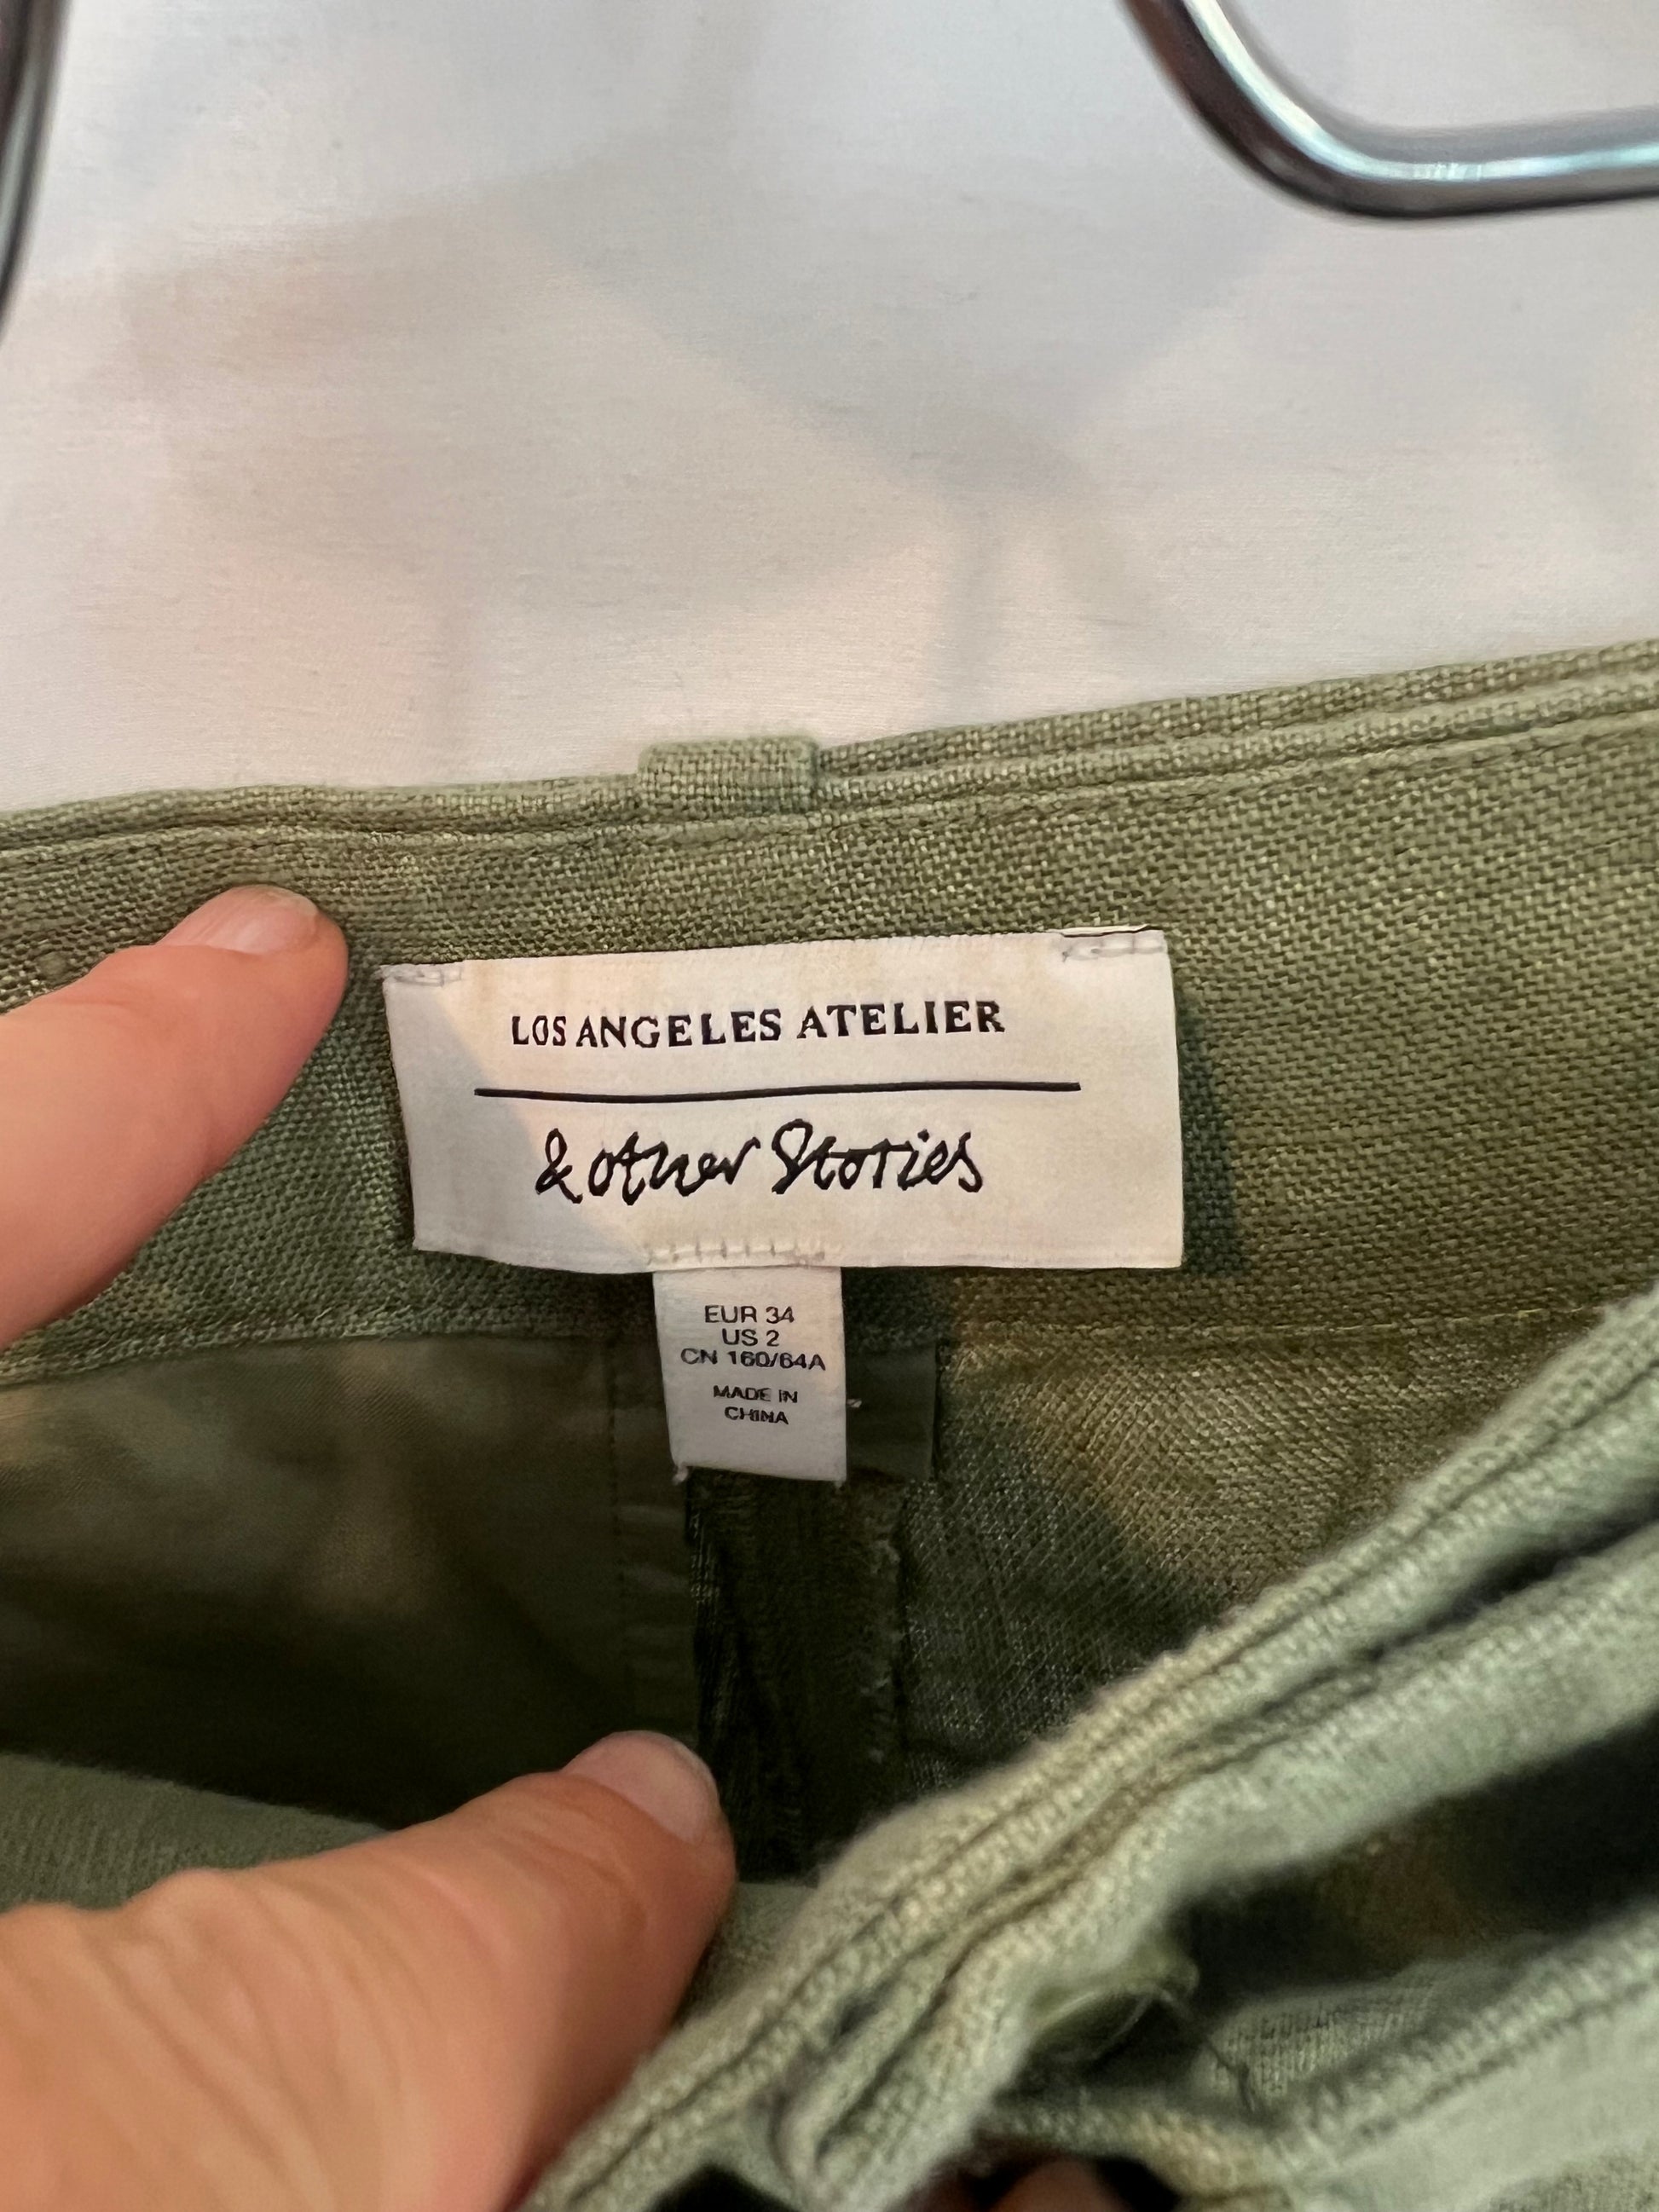 LOS ANGELES ATELIER
& other Stories
EUR 34
US 2
CN 160/64A
MADE IN
CHINA